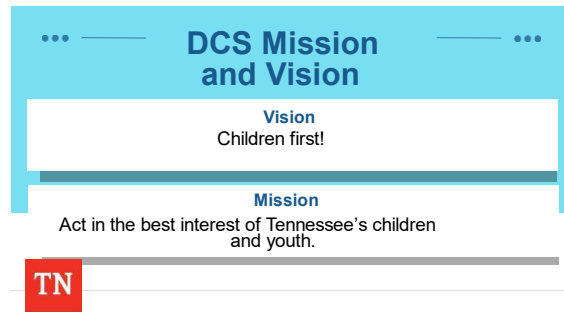 DCS Mission
and Vision
Vision
Children first!
Mission
Act in the best interest of Tennessee’s children
and youth.
TN